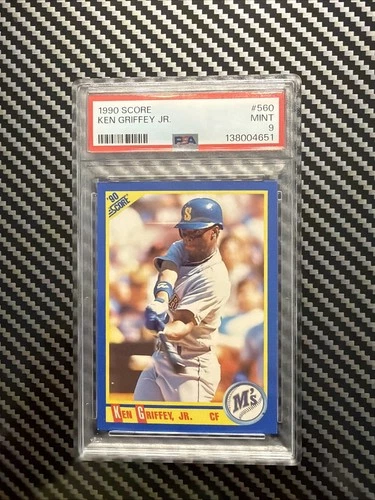 1990 SCORE #560
KEN GRIFFEY JR. MINT
9
PSA 138004651
'90
SCORE
S
M's
KEN GRIFFEY, JR. CF